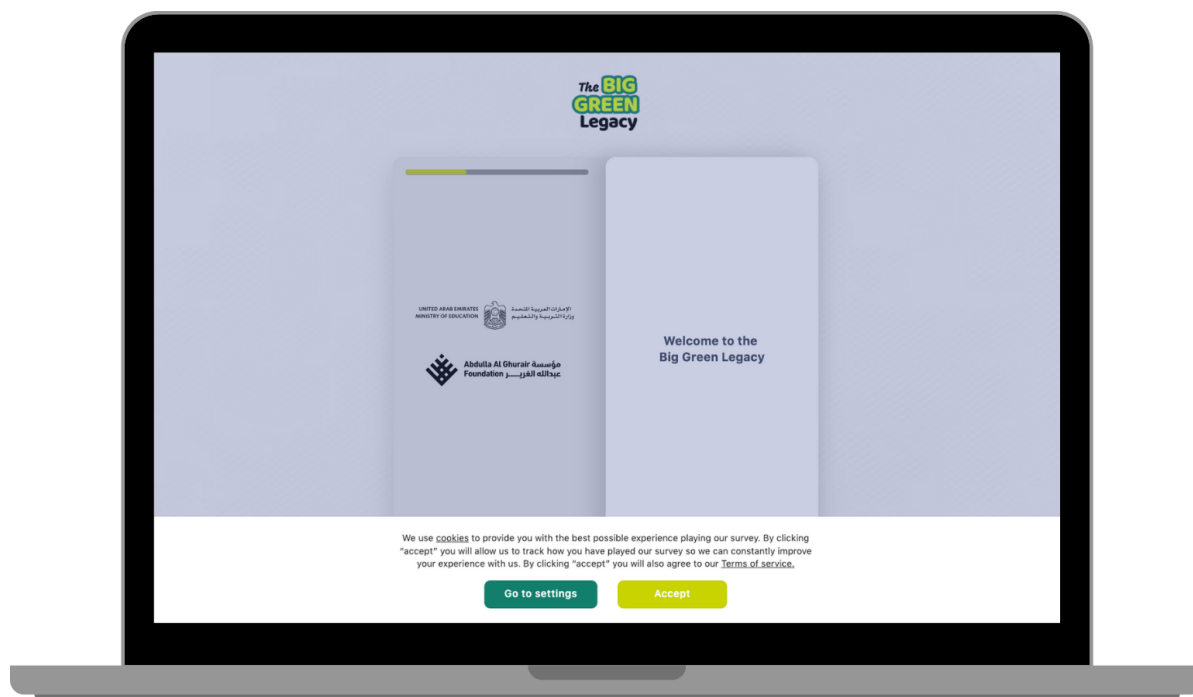 The BIG
GREEN
Legacy
UNITED ARAB EMIRATES
MINISTRY OF EDUCATION
الإمارات العربية المتحدة
وزارة التربية والتعليم
Abdulla Al Ghurair مؤسسة
Foundation عبدالله الغرير
Welcome to the
Big Green Legacy
We use cookies to provide you with the best possible experience playing our survey. By clicking
"accept" you will allow us to track how you have played our survey so we can constantly improve
your experience with us. By clicking "accept" you will also agree to our Terms of service.
Go to settings
Accept